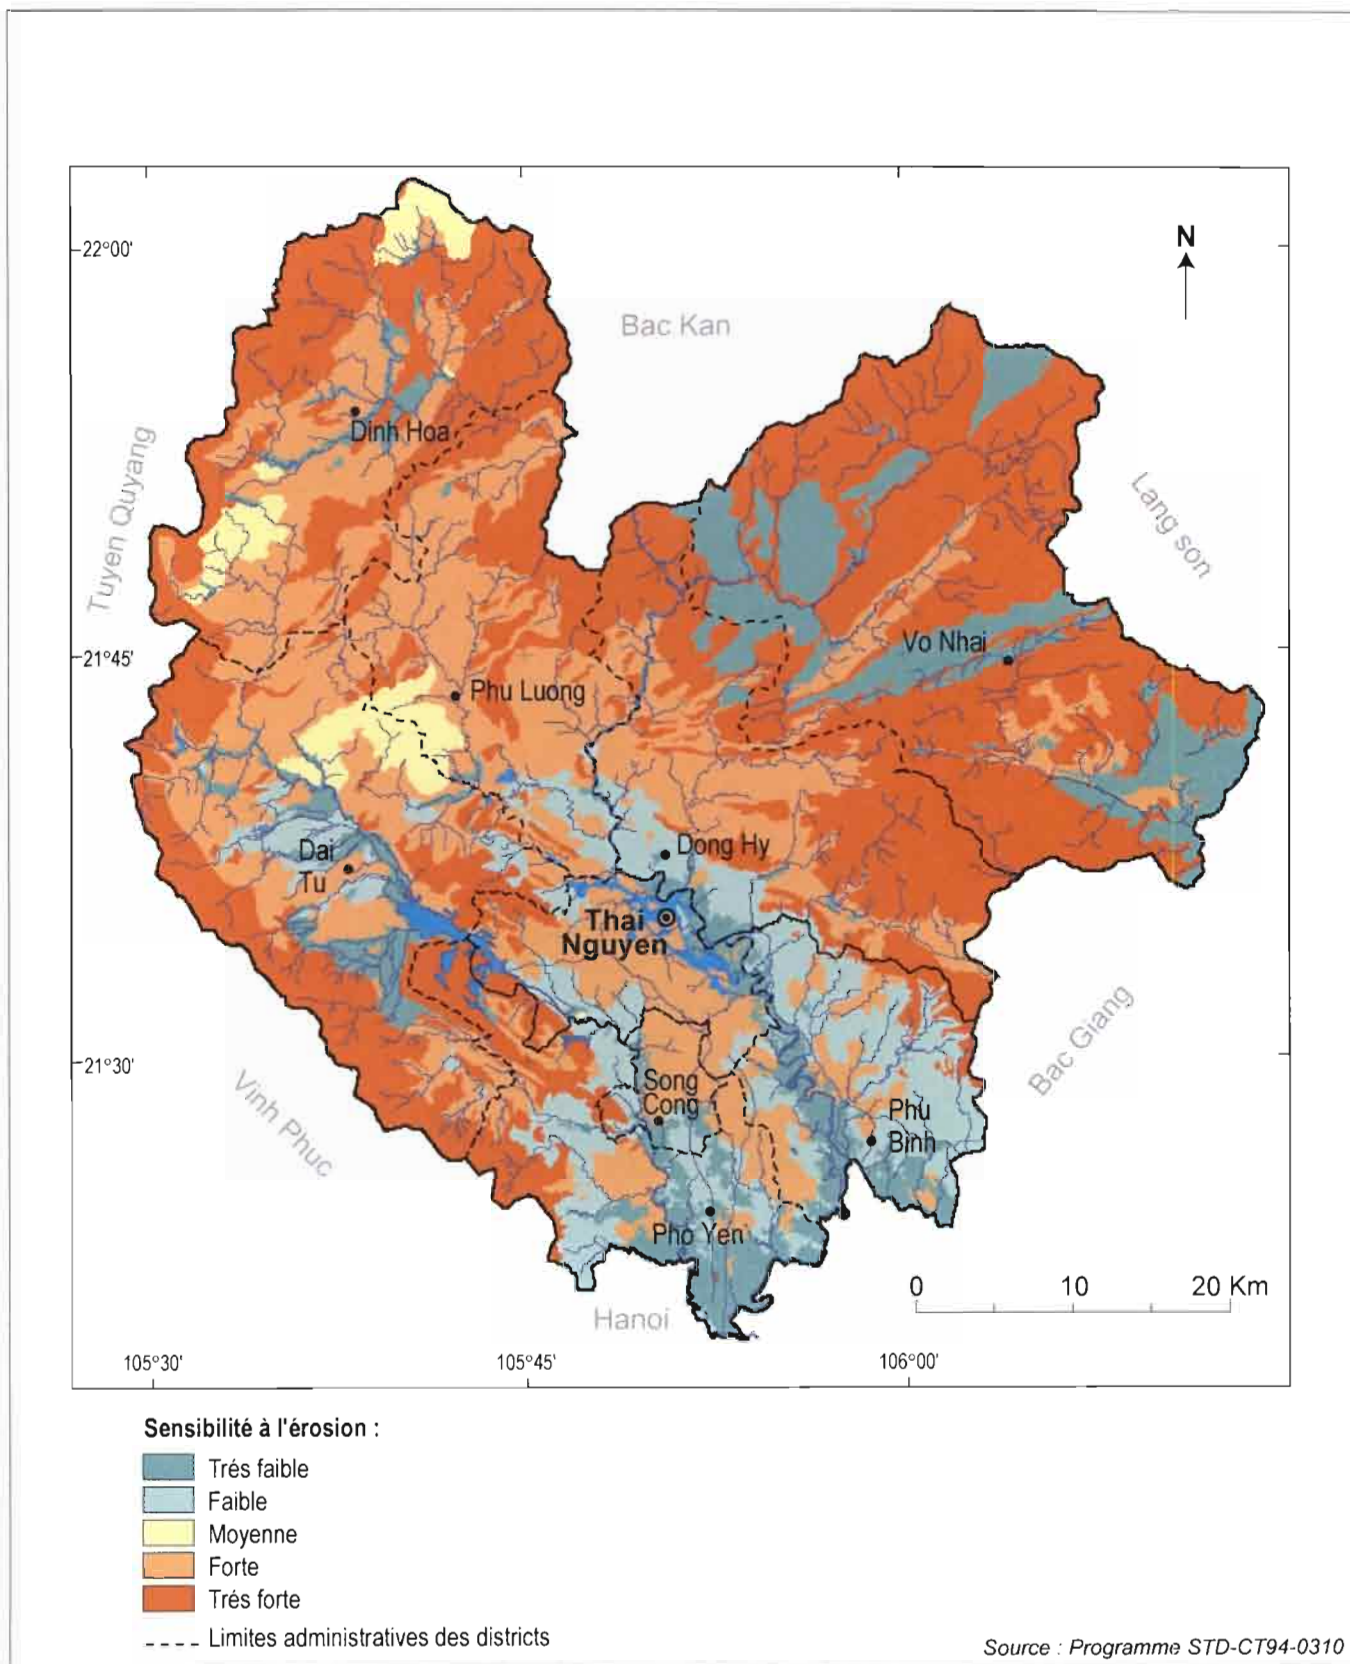 N
22°00'
Bac Kan
Dinh Hoa
Tuyen Quyang
Lang son
21°45'
Vo Nhai
Phu Luong
Dai
Tu
Dong Hy
Thai
Nguyen
21°30'
Bac Giang
Vinh Phuc
Song
Cong
Phu
Binh
Pho Yen
Hanoi
0 10 20 Km
105°30' 105°45' 106°00'
Sensibilité à l'érosion :
Trés faible
Faible
Moyenne
Forte
Trés forte
Limites administratives des districts
Source : Programme STD-CT94-0310